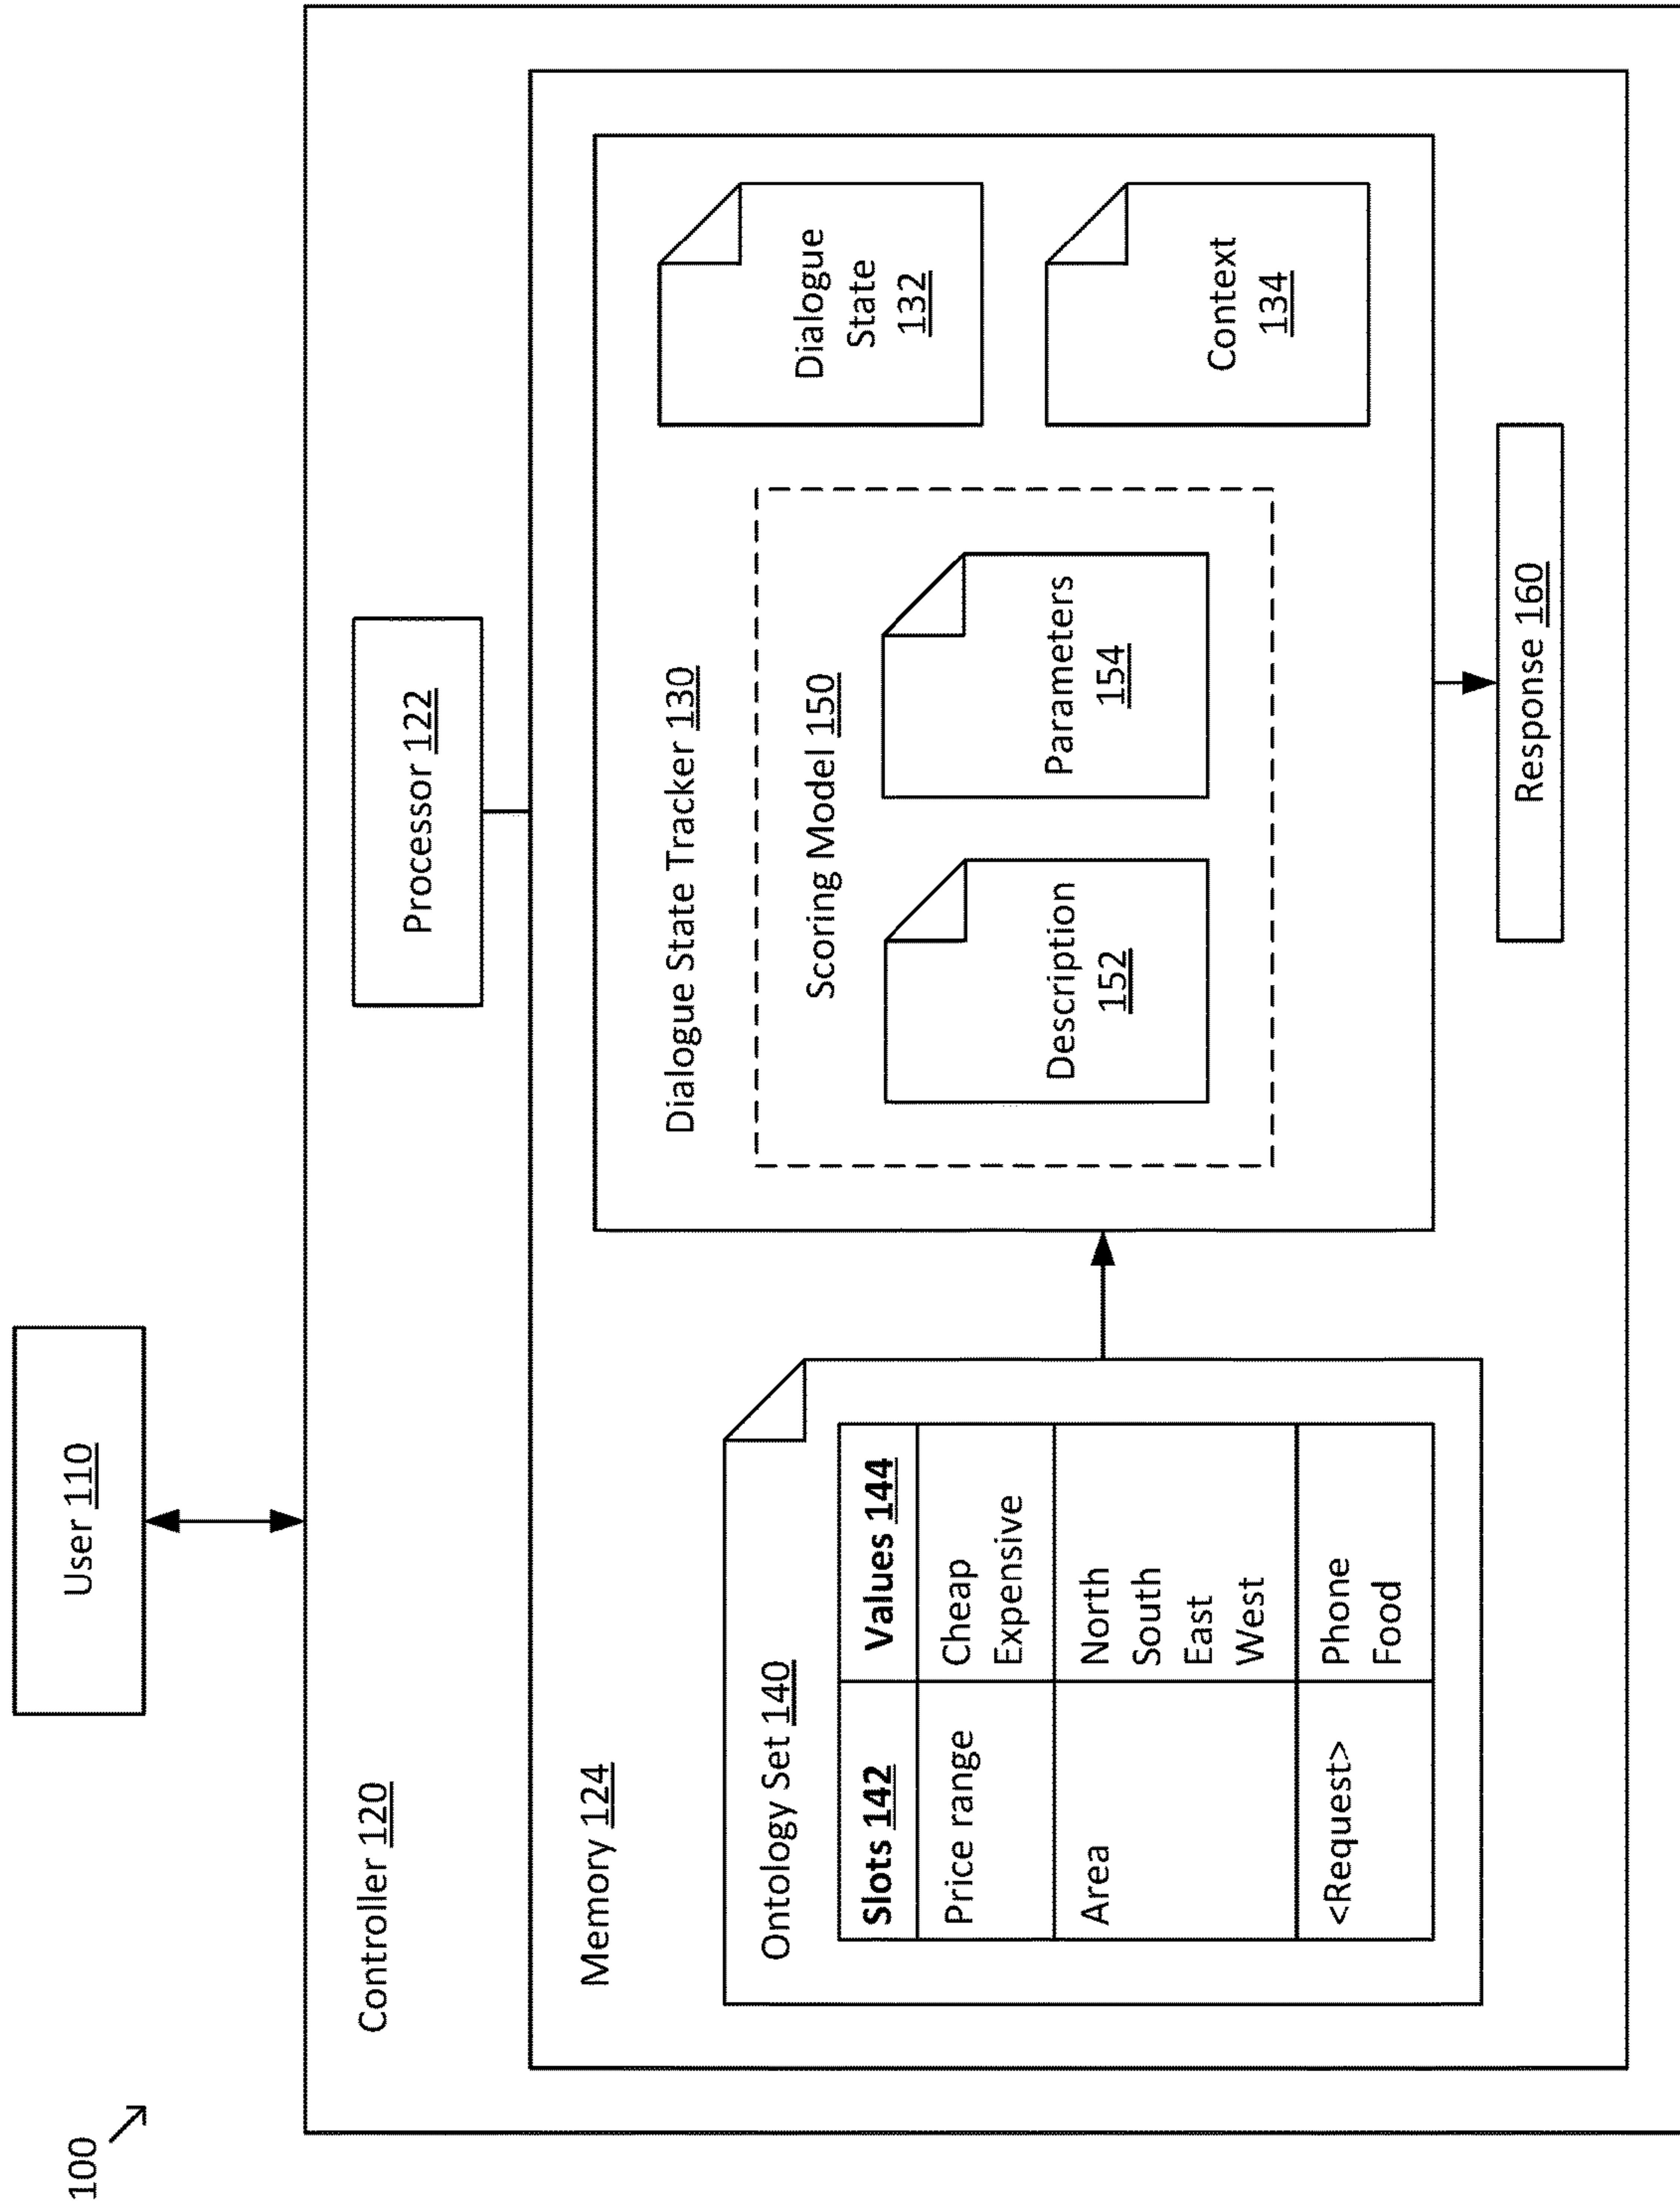 100
User 110
Controller 120
Processor 122
Memory 124
Ontology Set 140
Slots 142 Values 144
Price range Cheap
Expensive
Area North
South
East
West
<Request> Phone
Food
Dialogue State Tracker 130
Scoring Model 150
Description
152
Parameters
154
Dialogue
State
132
Context
134
Response 160